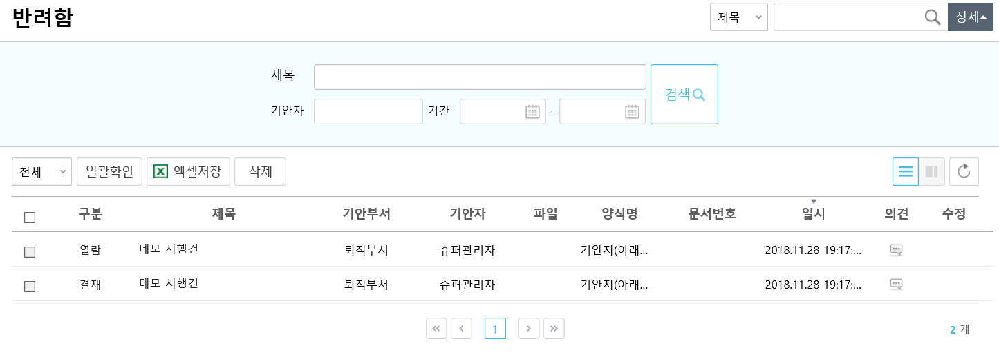 반려함 제목 상세
제목
검색
기안자 기간 -
전체 일괄확인 엑셀저장 삭제
구분 제목 기안부서 기안자 파일 양식명 문서번호 일시 의견 수정
열람 데모 시행건 퇴직부서 슈퍼관리자 기안지(아래... 2018.11.28 19:17:...
결재 데모 시행건 퇴직부서 슈퍼관리자 기안지(아래... 2018.11.28 19:17:...
1
2 개